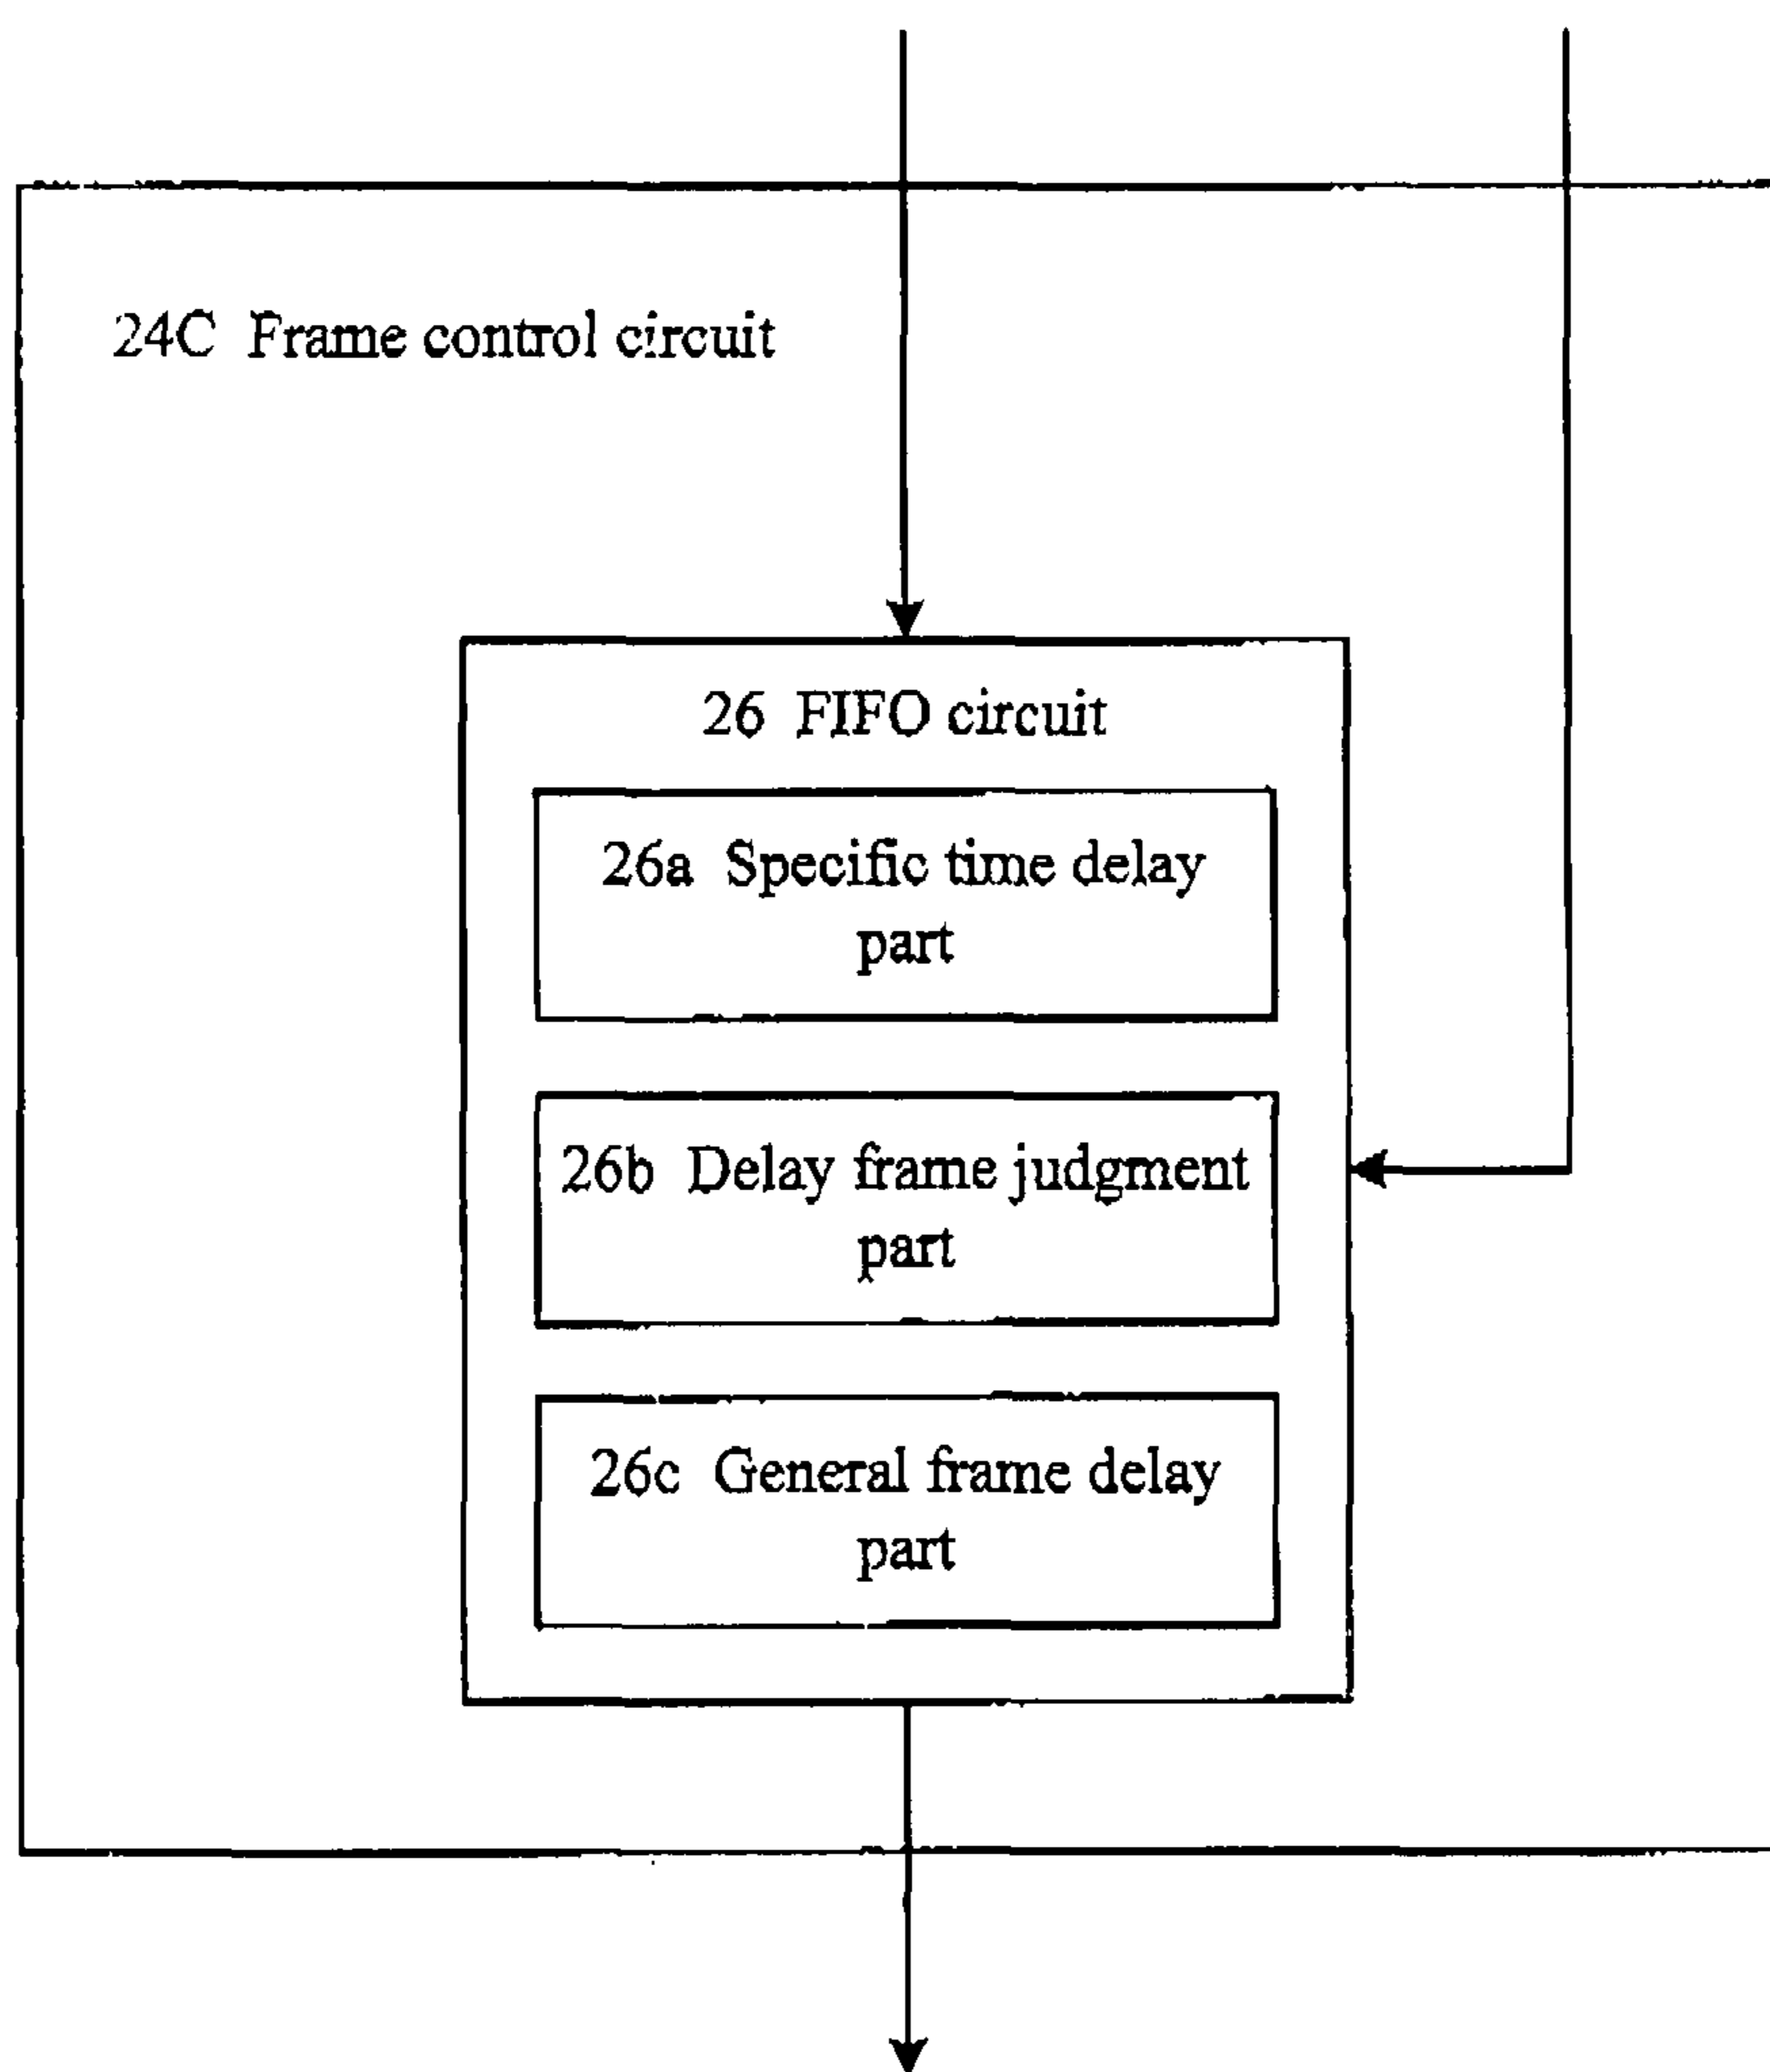 24C Frame control circuit
26 FIFO circuit
26a Specific time delay
part
26b Delay frame judgment
part
26c General frame delay
part